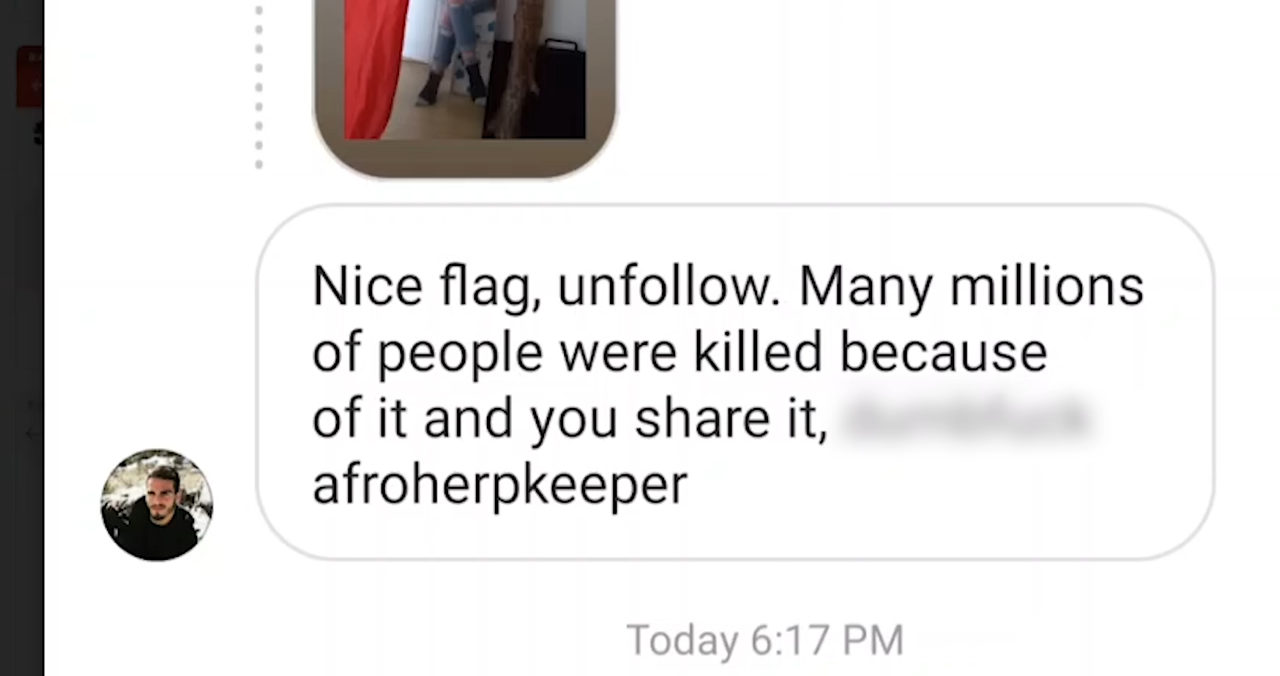 Nice flag, unfollow. Many millions
of people were killed because
of it and you share it,
afroherpkeeper
Today 6:17 PM